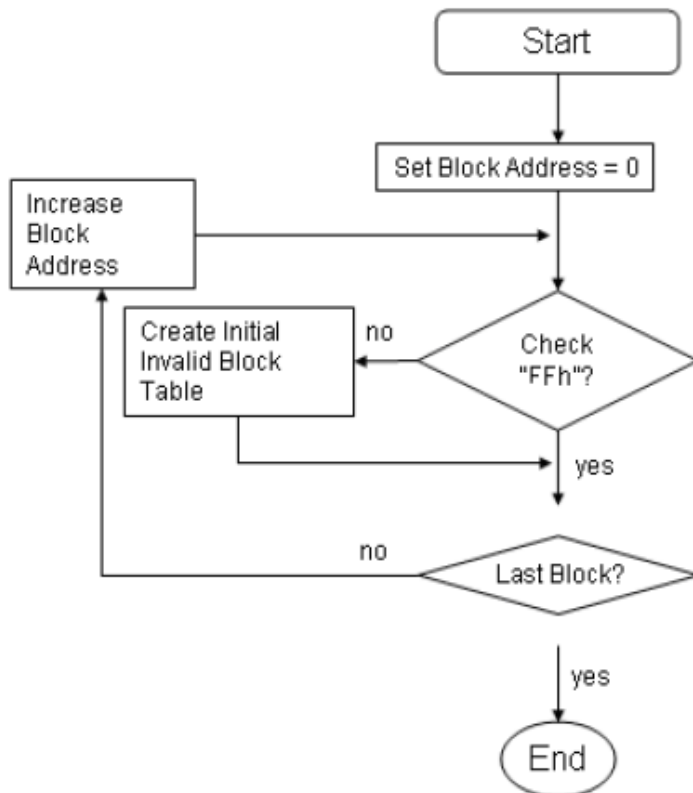 Start
Set Block Address = 0
Increase
Block
Address
Create Initial
Invalid Block
Table
no
Check
"FFh"?
yes
no
Last Block?
yes
End